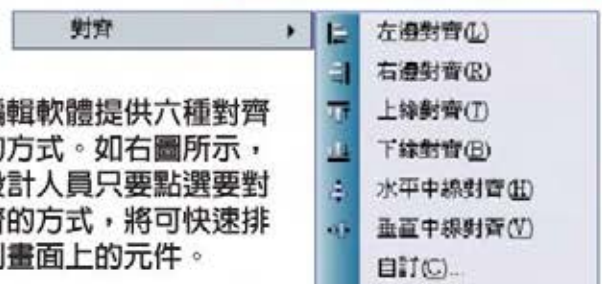 對齊
左邊對齊(L)
右邊對齊(R)
上緣對齊(T)
下緣對齊(B)
水平中線對齊(H)
垂直中線對齊(V)
自訂(C)...
輯軟體提供六種對齊
方式。如右圖所示，
計人員只要點選要對
的方式，將可快速排
畫面上的元件。